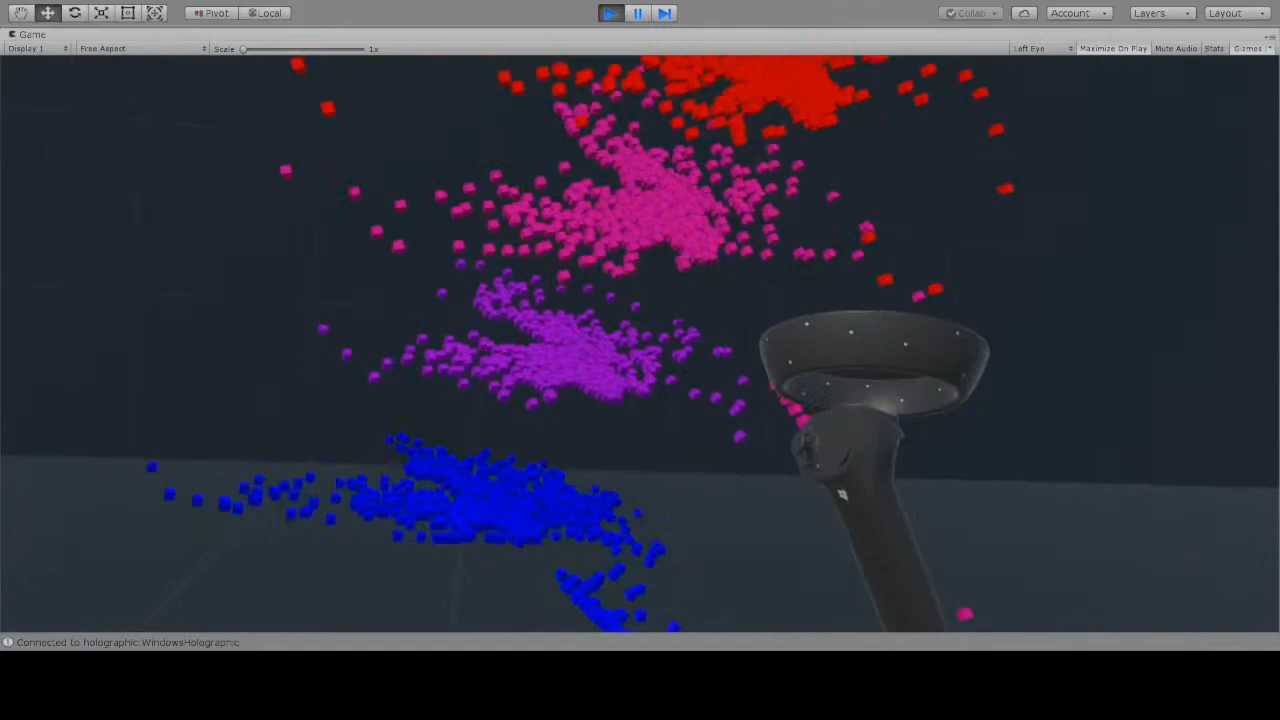 Pivot Local Collab Account Layers Layout
Game
Display 1 Free Aspect Scale 1x Left Eye Maximize On Play Mute Audio Stats Gizmos
Connected to holographic: WindowsHolographic